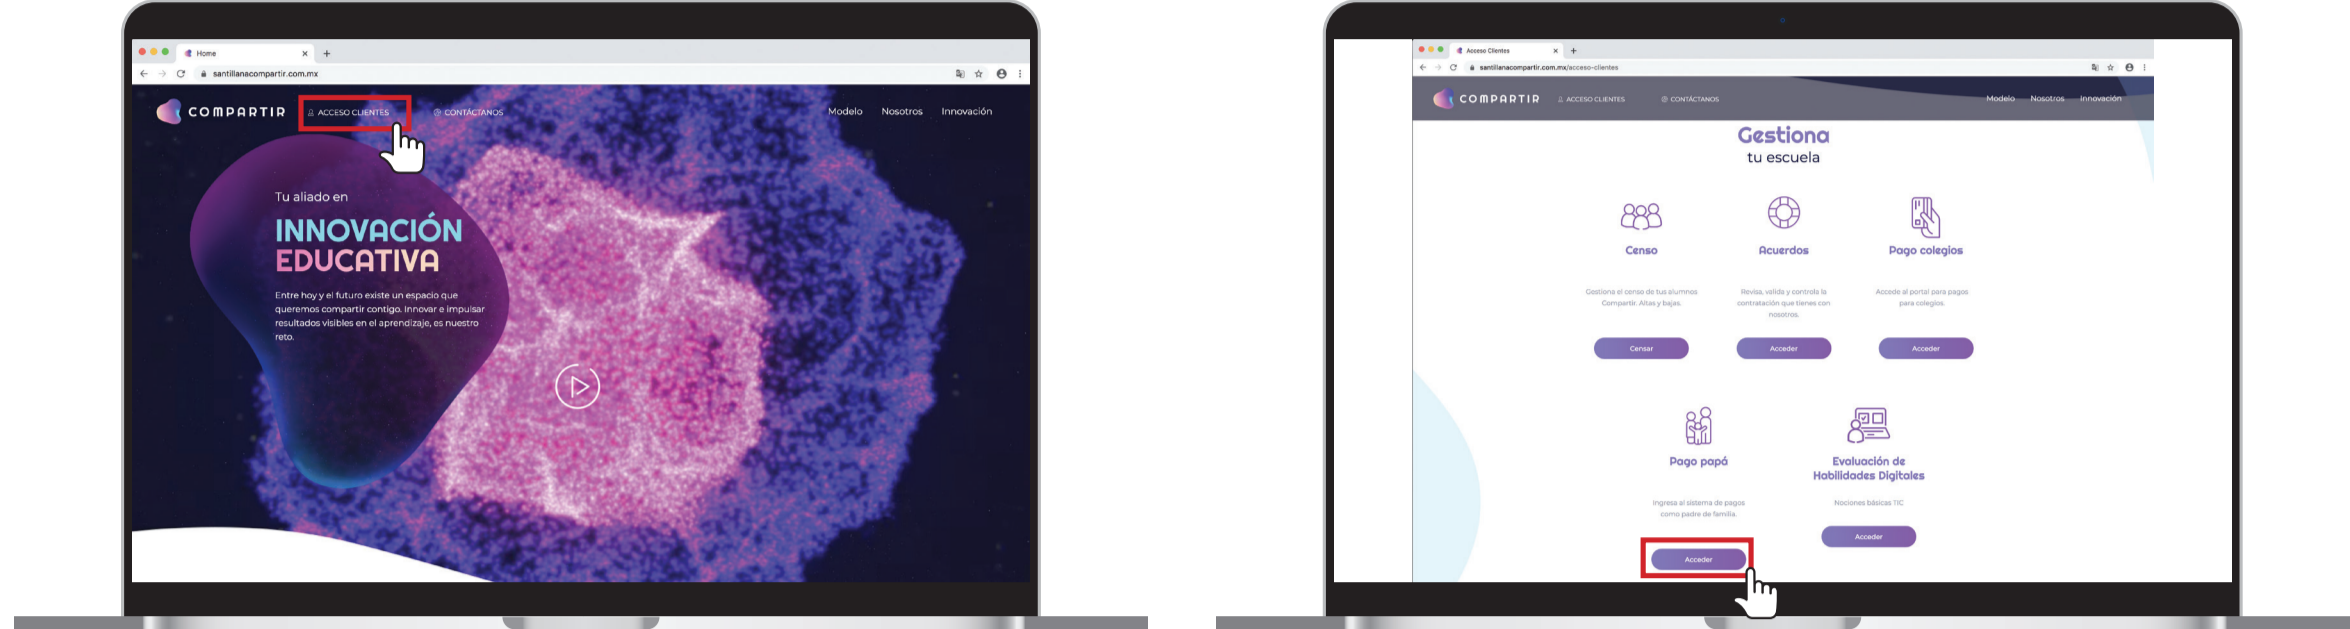 Home
santillanacompartir.com.mx
COMPARTIR
ACCESO CLIENTES
CONTÁCTANOS
Modelo
Nosotros
Innovación
Tu aliado en
INNOVACIÓN
EDUCATIVA
Entre hoy y el futuro existe un espacio que
queremos compartir contigo. Innovar e impulsar
resultados visibles en el aprendizaje, es nuestro
reto.
Acceso Clientes
santillanacompartir.com.mx/acceso-clientes
COMPARTIR
ACCESO CLIENTES
CONTÁCTANOS
Modelo
Nosotros
Innovación
Gestiona
tu escuela
Censo
Gestiona el censo de tus alumnos
Compartir. Altas y bajas.
Censar
Acuerdos
Revisa, valida y controla la
contratación que tienes con
nosotros.
Acceder
Pago colegios
Accede al portal para pagos
para colegios.
Acceder
Pago papá
Ingresa al sistema de pagos
como padre de familia.
Acceder
Evaluación de
Habilidades Digitales
Nociones básicas TIC
Acceder